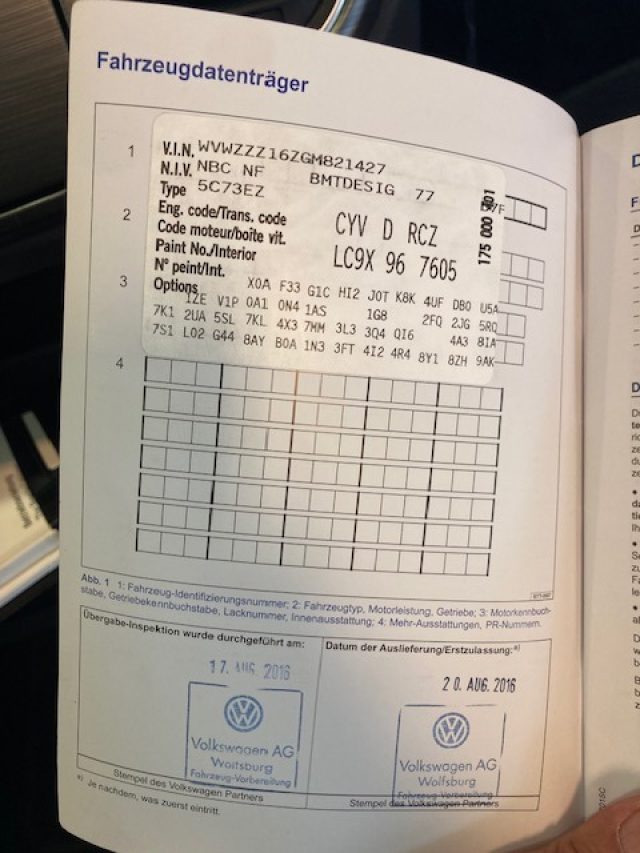 Fahrzeugdatenträger
1 V.I.N. WVWZZZ16ZGM821427
N.I.V. NBC NF BMTDESIG 77
Type 5C73EZ
2 Eng. code/Trans. code CYV D RCZ
Code moteur/boîte vit.
Paint No./Interior LC9X 96 7605
N° peint/Int.
175 000 301
3 Options X0A F33 G1C HI2 J0T K8K 4UF DB0 U5A
1ZE V1P 0A1 0N4 1AS 1G8 2FQ 2JG 5RQ
7K1 2UA 5SL 7KL 4X3 7MM 3L3 3Q4 QI6 4A3 8IA
7S1 L02 G44 8AY B0A 1N3 3FT 4I2 4R4 8Y1 8ZH 9AK
4
Abb. 1 1: Fahrzeug-Identifizierungsnummer; 2: Fahrzeugtyp, Motorleistung, Getriebe; 3: Motorkennbuch-
stabe, Getriebekennbuchstabe, Lacknummer, Innenausstattung; 4: Mehr-Ausstattungen, PR-Nummern.
Übergabe-Inspektion wurde durchgeführt am:
17. AUG. 2016
Volkswagen AG
Wolfsburg
Fahrzeug-Vorbereitung
Stempel des Volkswagen Partners
Datum der Auslieferung/Erstzulassung:a)
20. AUG. 2016
Volkswagen AG
Wolfsburg
Fahrzeug-Vorbereitung
Stempel des Volkswagen Partners
a) Je nachdem, was zuerst eintritt.